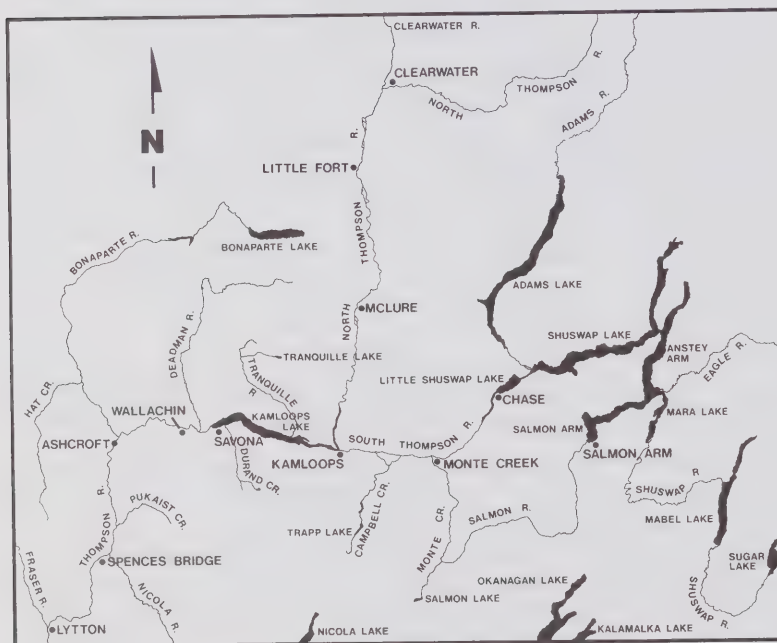 CLEARWATER R.
CLEARWATER
NORTH THOMPSON R.
ADAMS R.
N
LITTLE FORT
NORTH THOMPSON R.
BONAPARTE R.
BONAPARTE LAKE
ADAMS LAKE
MCLURE
DEADMAN R.
TRANQUILLE LAKE
TRANQUILLE R
SHUSWAP LAKE
ANSTEY ARM
EAGLE R.
LITTLE SHUSWAP LAKE
CHASE
MARA LAKE
HAT CR.
WALLACHIN
KAMLOOPS LAKE
SALMON ARM
ASHCROFT
SAVONA
DURAND CR.
KAMLOOPS
SOUTH THOMPSON R.
MONTE CREEK
SALMON ARM
SHUSWAP R
THOMPSON R.
PUKAIST CR.
TRAPP LAKE
CAMPBELL CR.
MONTE CR.
SALMON R.
MABEL LAKE
SPENCES BRIDGE
FRASER R.
NICOLA R.
SALMON LAKE
OKANAGAN LAKE
SUGAR LAKE
SHUSWAP R.
LYTTON
NICOLA LAKE
KALAMALKA LAKE